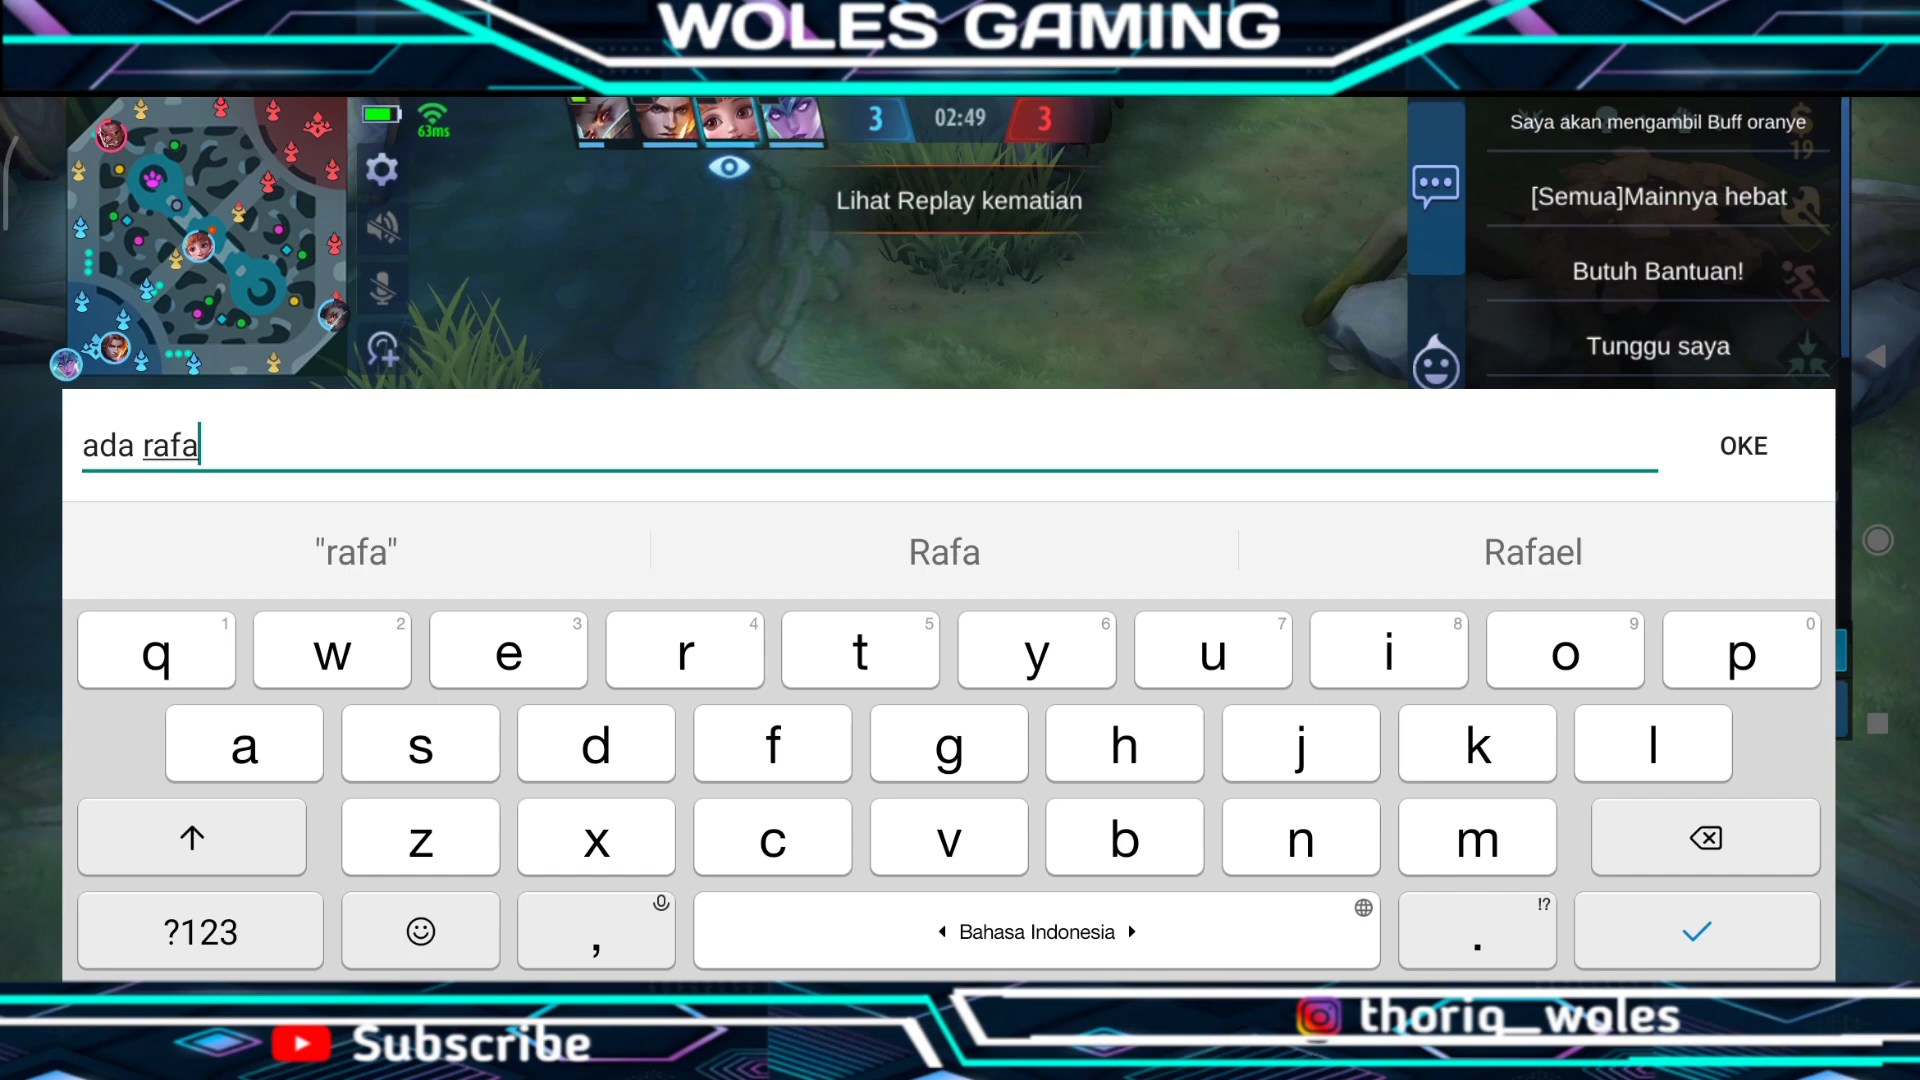 WOLES GAMING
63ms
3 02:49 3
Lihat Replay kematian
Saya akan mengambil Buff oranye
19
[Semua]Mainnya hebat
Butuh Bantuan!
Tunggu saya
ada rafa
OKE
"rafa" Rafa Rafael
1 2 3 4 5 6 7 8 9 0
q w e r t y u i o p
a s d f g h j k l
z x c v b n m
!?
?123 , Bahasa Indonesia .
Subscribe
thoriq_woles